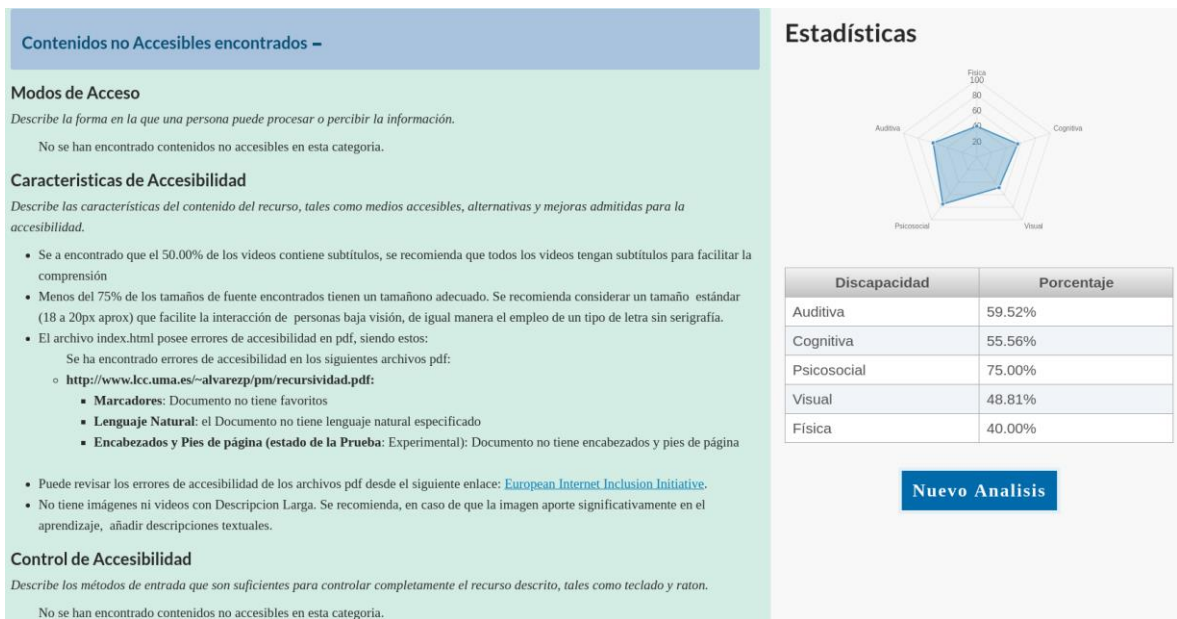 Contenidos no Accesibles encontrados –
Modos de Acceso
Describe la forma en la que una persona puede procesar o percibir la información.
No se han encontrado contenidos no accesibles en esta categoria.
Caracteristicas de Accesibilidad
Describe las características del contenido del recurso, tales como medios accesibles, alternativas y mejoras admitidas para la
accesibilidad.
• Se a encontrado que el 50.00% de los videos contiene subtítulos, se recomienda que todos los videos tengan subtítulos para facilitar la
comprensión
• Menos del 75% de los tamaños de fuente encontrados tienen un tamañono adecuado. Se recomienda considerar un tamaño estándar
(18 a 20px aprox) que facilite la interacción de personas baja visión, de igual manera el empleo de un tipo de letra sin serigrafía.
• El archivo index.html posee errores de accesibilidad en pdf, siendo estos:
Se ha encontrado errores de accesibilidad en los siguientes archivos pdf:
◦ http://www.lcc.uma.es/~alvarezp/pm/recursividad.pdf:
▪ Marcadores: Documento no tiene favoritos
▪ Lenguaje Natural: el Documento no tiene lenguaje natural especificado
▪ Encabezados y Pies de página (estado de la Prueba: Experimental): Documento no tiene encabezados y pies de página
• Puede revisar los errores de accesibilidad de los archivos pdf desde el siguiente enlace: European Internet Inclusion Initiative.
• No tiene imágenes ni videos con Descripcion Larga. Se recomienda, en caso de que la imagen aporte significativamente en el
aprendizaje, añadir descripciones textuales.
Control de Accesibilidad
Describe los métodos de entrada que son suficientes para controlar completamente el recurso descrito, tales como teclado y raton.
No se han encontrado contenidos no accesibles en esta categoria.
Estadísticas
Física
100
80
60
40
20
Auditiva
Cognitiva
Psicosocial
Visual
Discapacidad Porcentaje
Auditiva 59.52%
Cognitiva 55.56%
Psicosocial 75.00%
Visual 48.81%
Física 40.00%
Nuevo Analisis